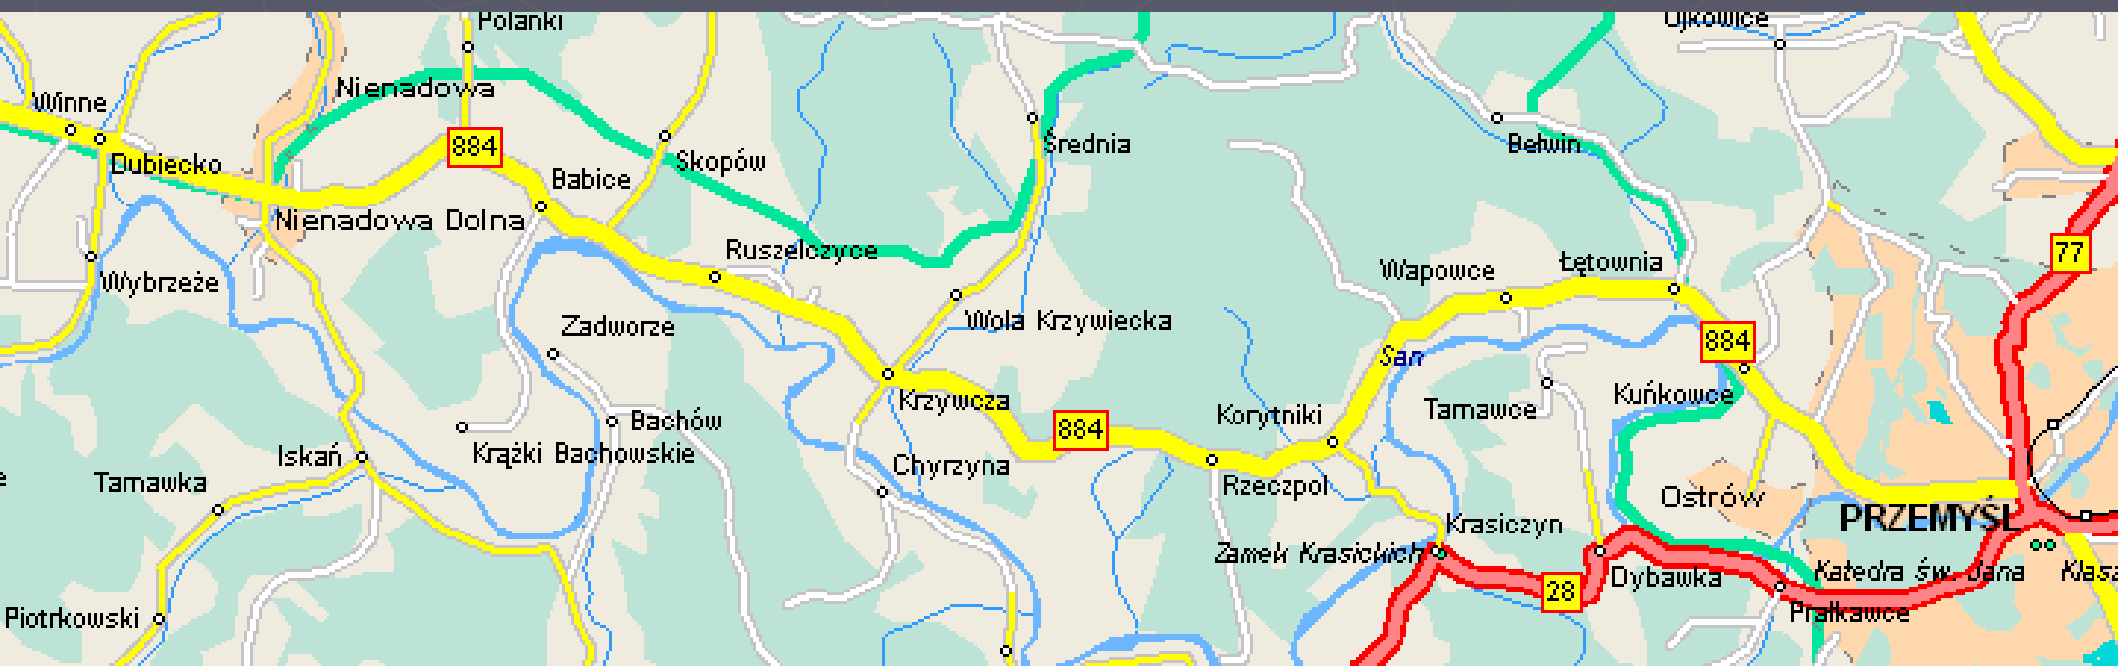 Polanki
Ujkowice
Nienadowa
Winne
884
Średnia
Bełwin
Dubiecko
Skopów
Babice
Nienadowa Dolna
Ruszelczyce
77
Wapowce
Łętownia
Wybrzeże
Zadworze
Wola Krzywiecka
884
San
Kuńkowce
Krzywcza
Tarnawce
Korytniki
Bachów
884
Iskań
Krążki Bachowskie
Chyrzyna
Tarnawka
Rzeczpol
Ostrów
PRZEMYŚL
Krasiczyn
Zamek Krasickich
Dybawka
Katedra św. Jana
28
Prałkawce
Piotrkowski